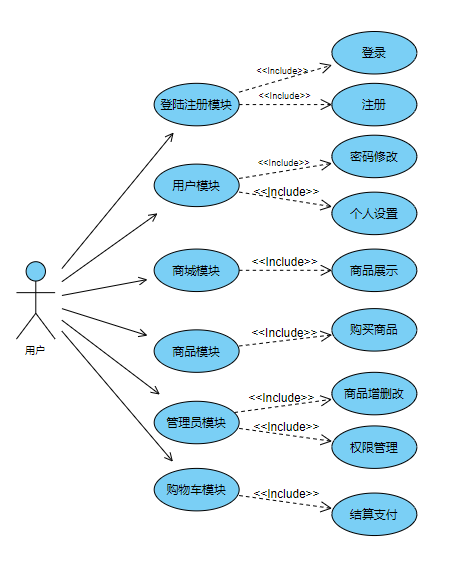 登录
<<Include>>
登陆注册模块
<<Include>>
注册
密码修改
<<Include>>
用户模块
<<Include>>
个人设置
<<Include>>
商城模块
商品展示
购买商品
<<Include>>
商品模块
商品增删改
<<Include>>
管理员模块
<<Include>>
权限管理
购物车模块
<<Include>>
结算支付
用户